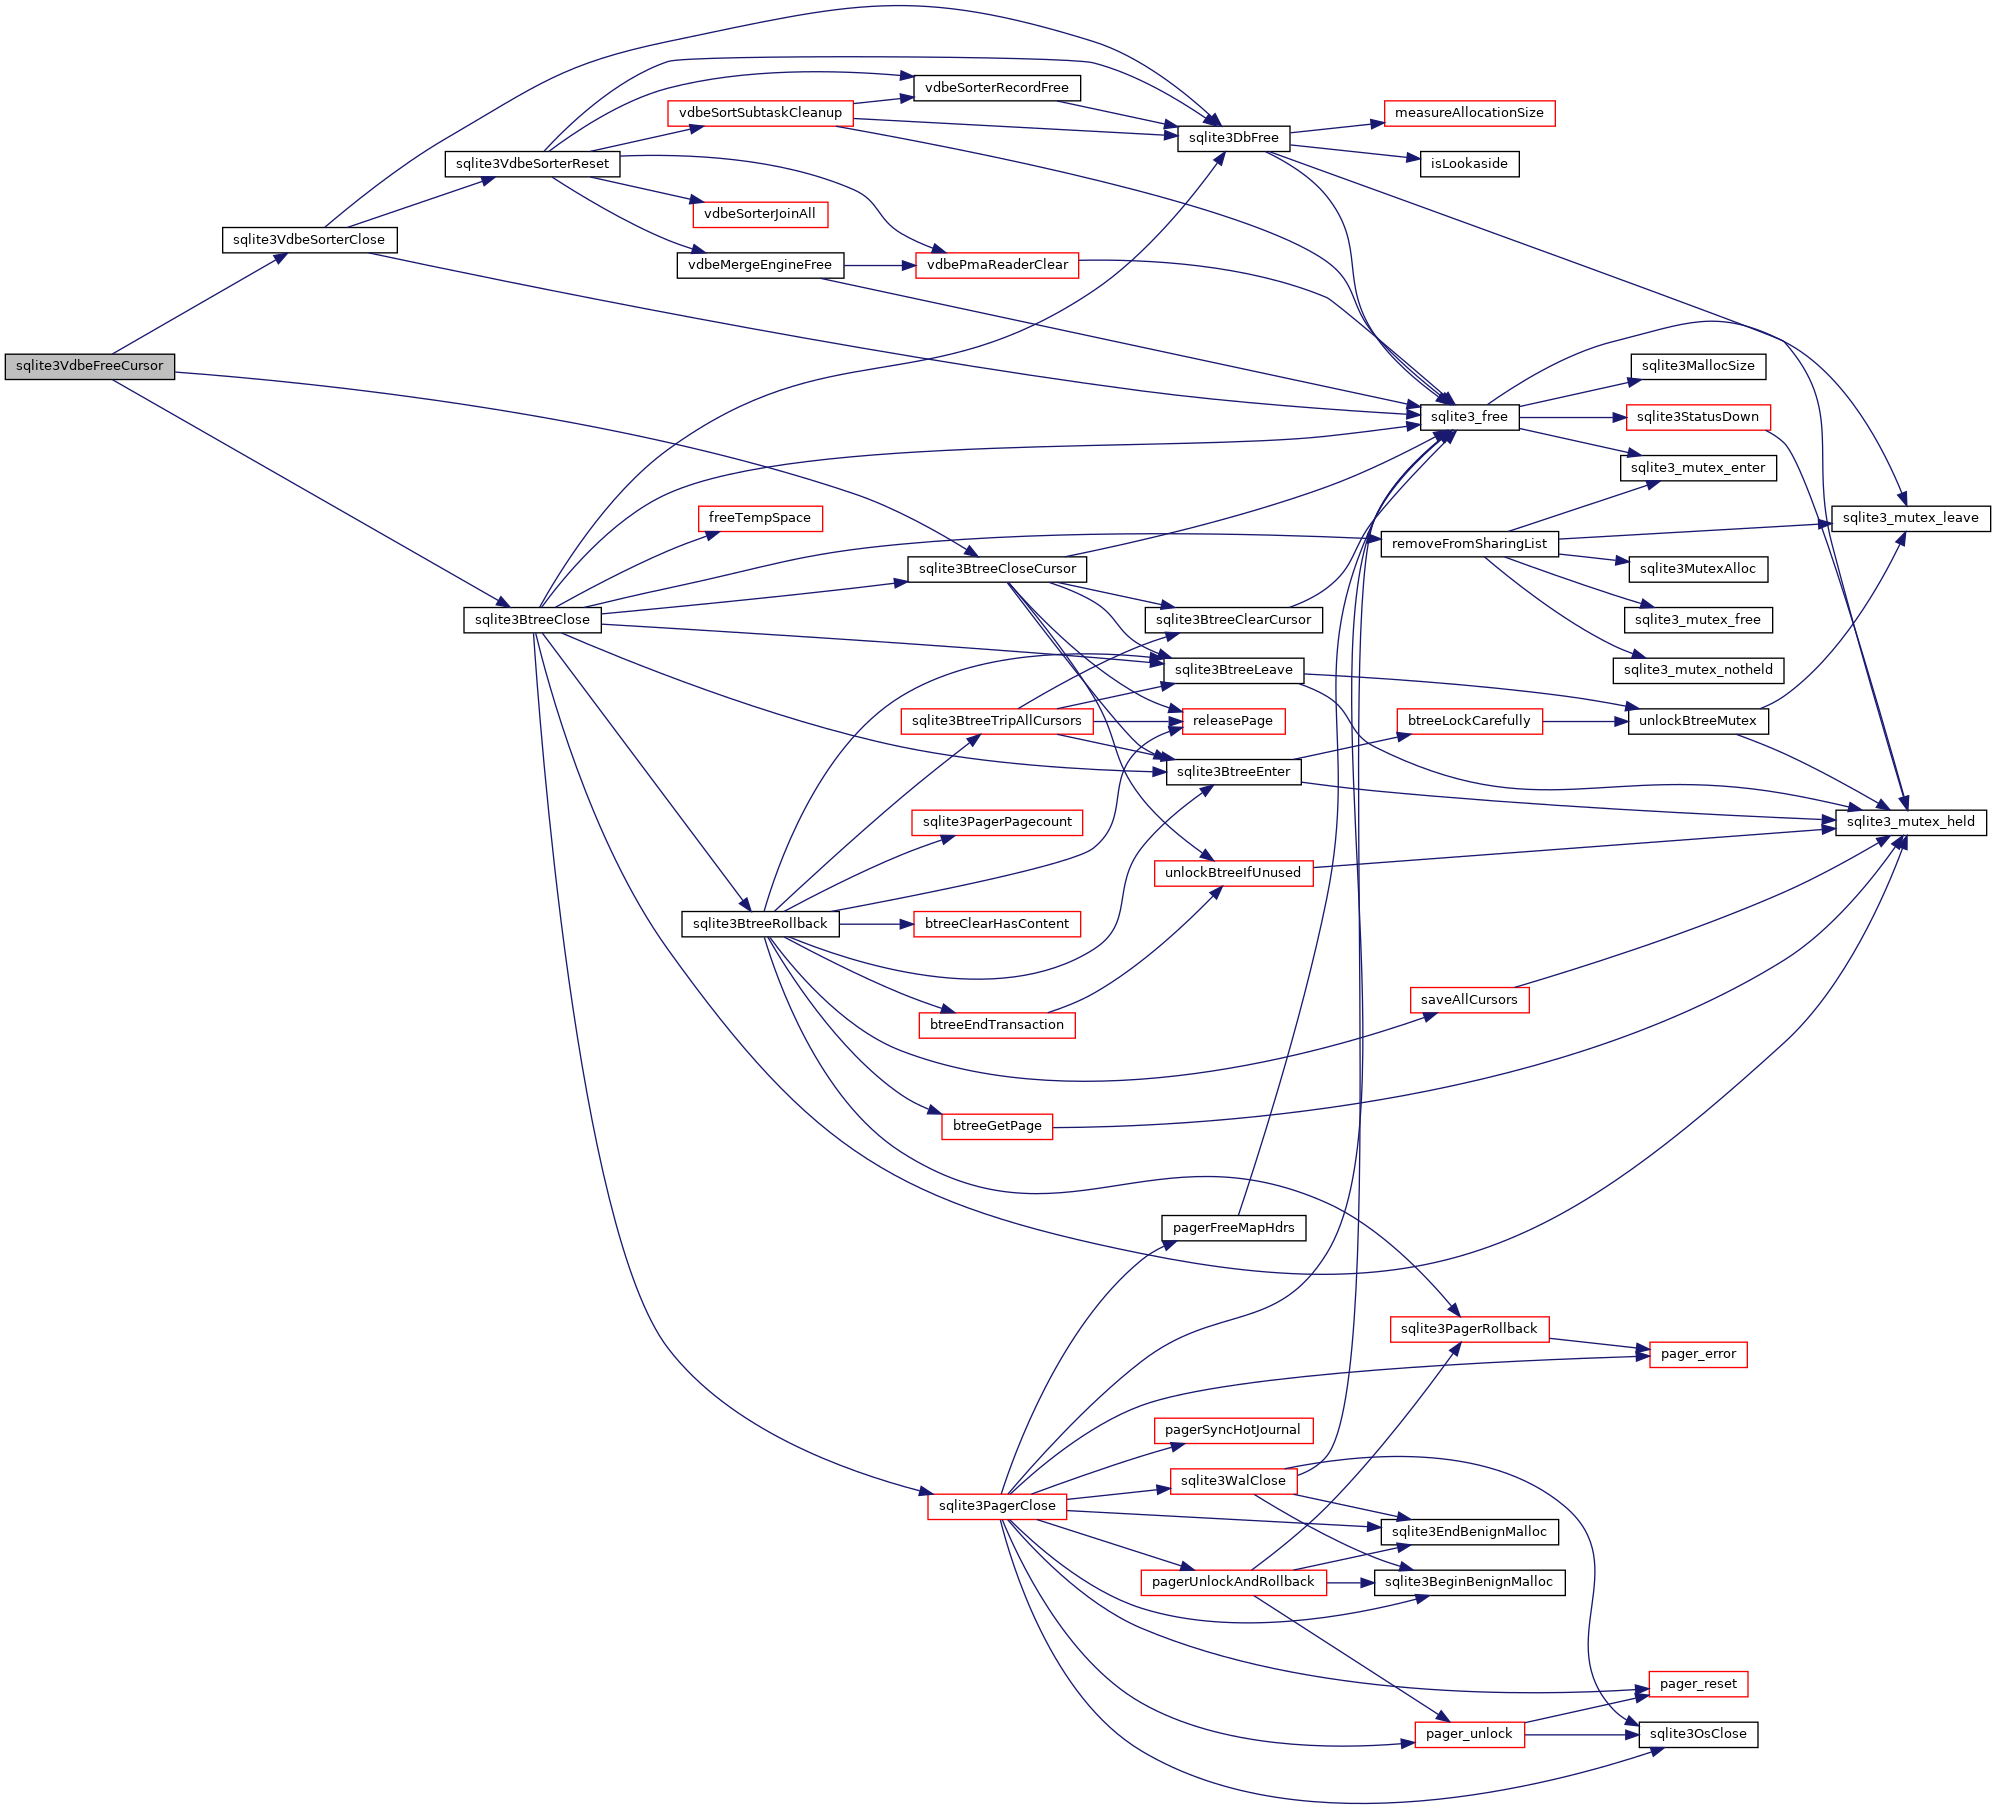 vdbeSorterRecordFree
vdbeSortSubtaskCleanup
measureAllocationSize
sqlite3DbFree
isLookaside
sqlite3VdbeSorterReset
vdbeSorterJoinAll
sqlite3VdbeSorterClose
vdbeMergeEngineFree
vdbePmaReaderClear
sqlite3VdbeFreeCursor
sqlite3MallocSize
sqlite3_free
sqlite3StatusDown
sqlite3_mutex_enter
freeTempSpace
sqlite3_mutex_leave
removeFromSharingList
sqlite3BtreeCloseCursor
sqlite3MutexAlloc
sqlite3BtreeClose
sqlite3BtreeClearCursor
sqlite3_mutex_free
sqlite3BtreeLeave
sqlite3_mutex_notheld
sqlite3BtreeTripAllCursors
releasePage
btreeLockCarefully
unlockBtreeMutex
sqlite3BtreeEnter
sqlite3PagerPagecount
sqlite3_mutex_held
unlockBtreeIfUnused
sqlite3BtreeRollback
btreeClearHasContent
saveAllCursors
btreeEndTransaction
btreeGetPage
pagerFreeMapHdrs
sqlite3PagerRollback
pager_error
pagerSyncHotJournal
sqlite3WalClose
sqlite3PagerClose
sqlite3EndBenignMalloc
pagerUnlockAndRollback
sqlite3BeginBenignMalloc
pager_reset
pager_unlock
sqlite3OsClose